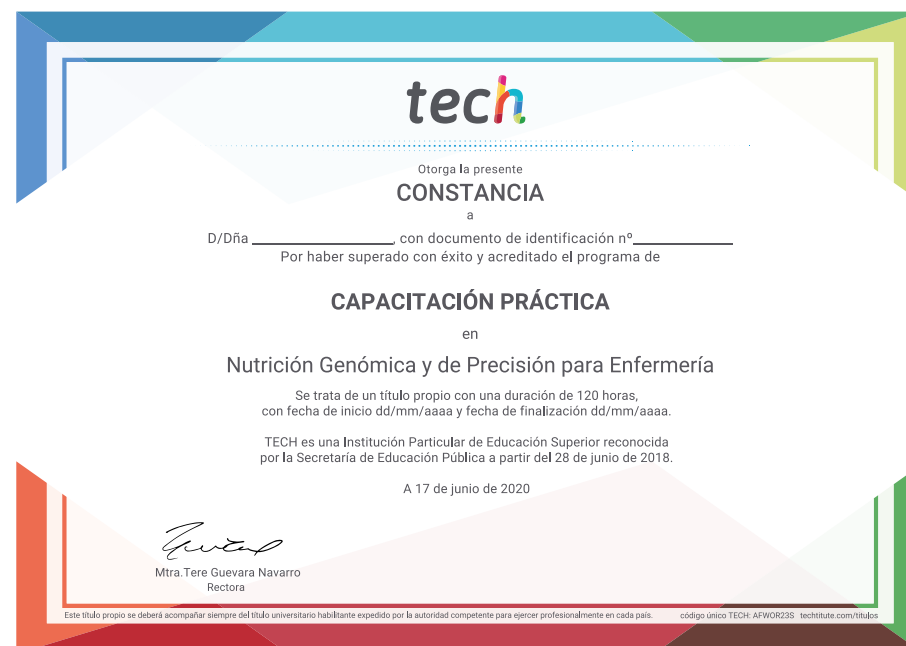 tech
Otorga la presente
CONSTANCIA
a
D/Dña ____________________, con documento de identificación nº______________
Por haber superado con éxito y acreditado el programa de
CAPACITACIÓN PRÁCTICA
en
Nutrición Genómica y de Precisión para Enfermería
Se trata de un título propio con una duración de 120 horas,
con fecha de inicio dd/mm/aaaa y fecha de finalización dd/mm/aaaa.
TECH es una Institución Particular de Educación Superior reconocida
por la Secretaría de Educación Pública a partir del 28 de junio de 2018.
A 17 de junio de 2020
Mtra.Tere Guevara Navarro
Rectora
Este título propio se deberá acompañar siempre del título universitario habilitante expedido por la autoridad competente para ejercer profesionalmente en cada país. código único TECH: AFWOR23S techtitute.com/titulos